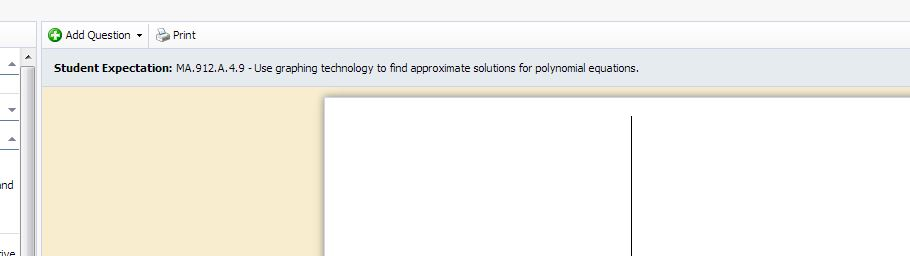 Add Question Print
Student Expectation: MA.912.A.4.9 - Use graphing technology to find approximate solutions for polynomial equations.
and